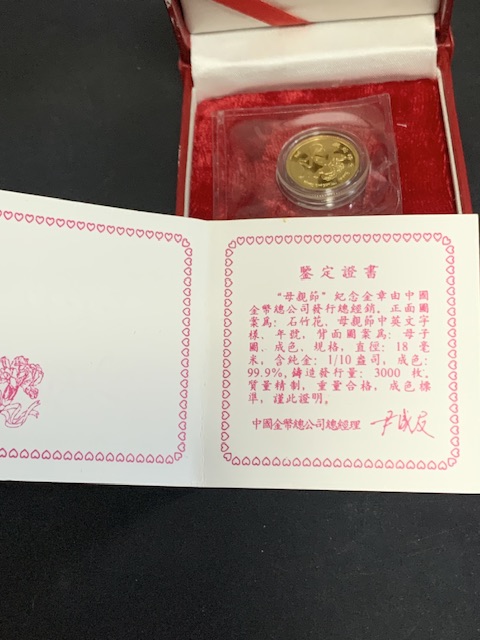 鑒定證書
“母親節”紀念金章由中國
金幣總公司發行總經銷。正面圖
案爲：石竹花，母親節中英文字
樣、年號，背面圖案爲：母子
圖、成色，規格，直徑：18 毫
米，含純金：1/10 盎司，成色：
99.9%，鑄造發行量：3000 枚。
質量精制，重量合格，成色標
準，謹此證明。
中國金幣總公司總經理